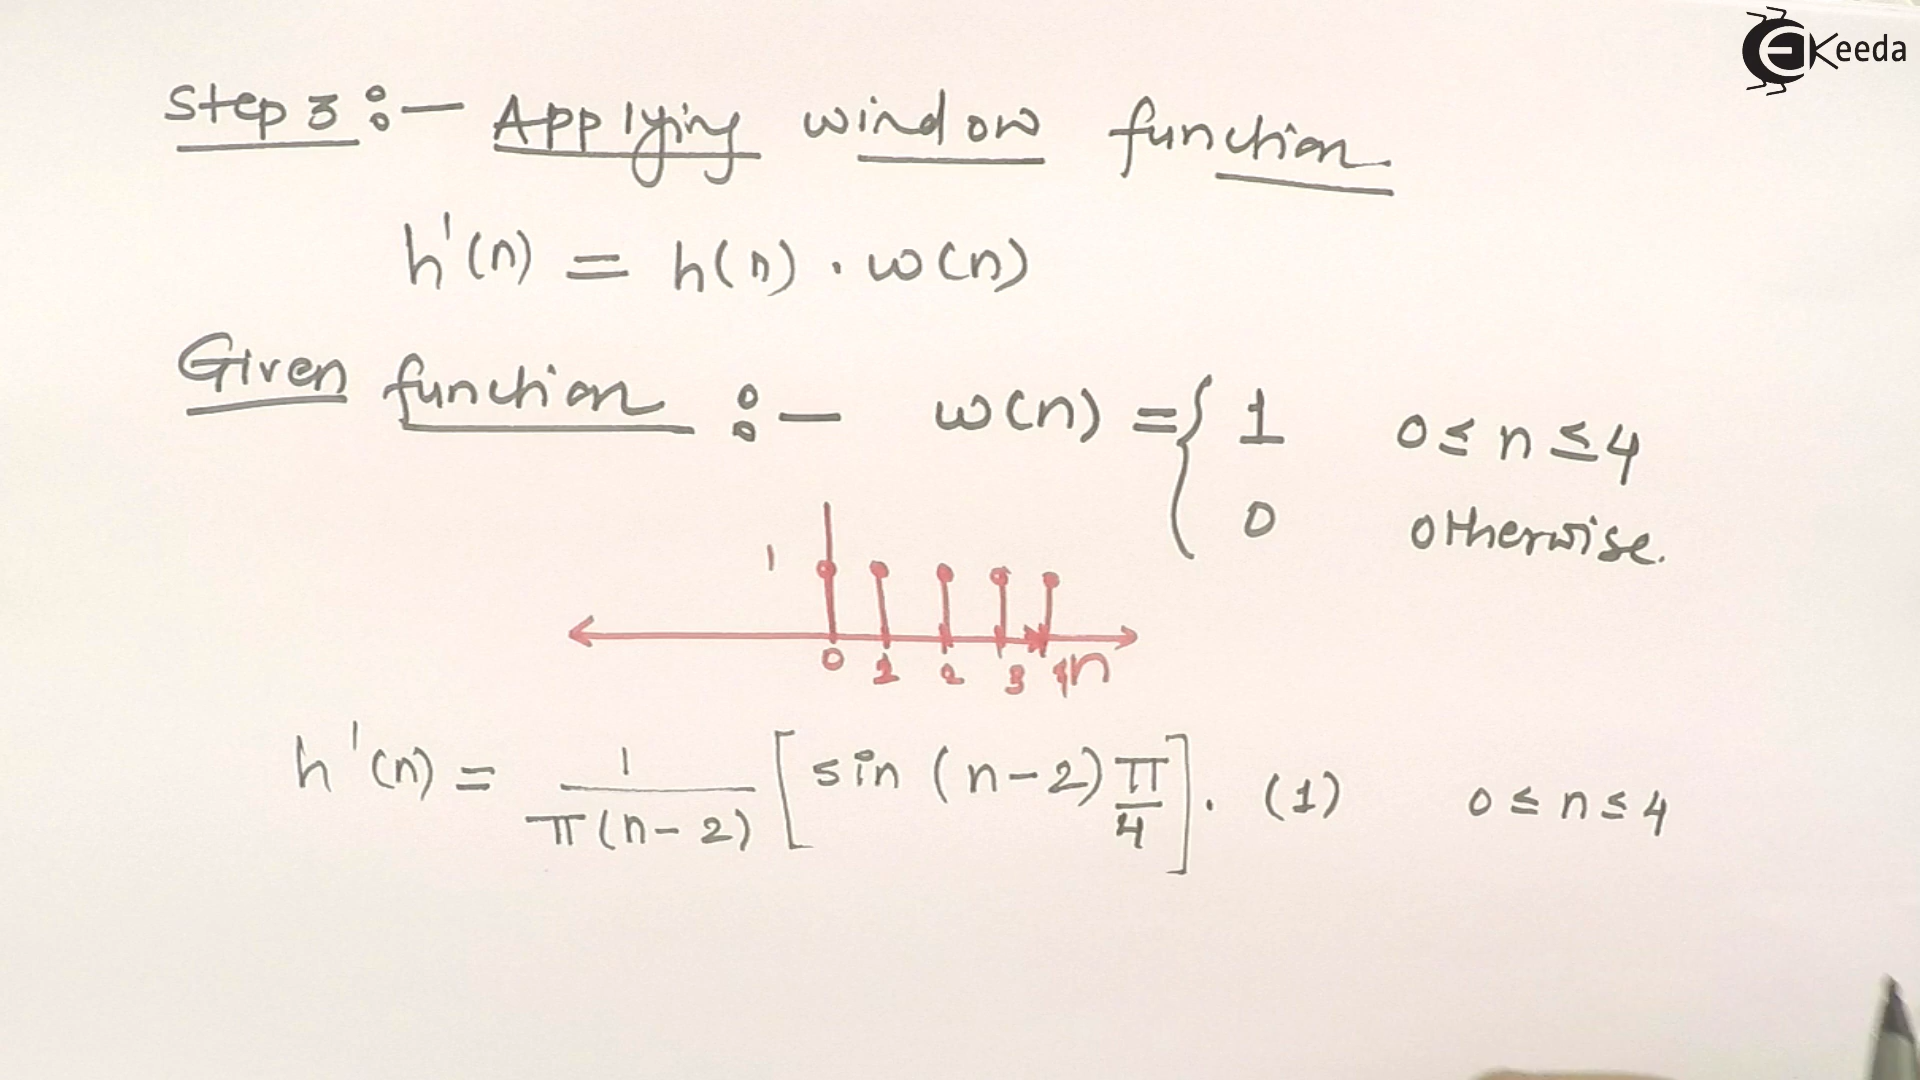 EKeeda
Step 3 :- Applying window function
h'(n) = h(n) . w(n)
Given function :- w(n) = { 1 0 ≤ n ≤ 4
0 otherwise.
1
0 1 2 3 4 n
h'(n) = 1 / π(n-2) [ sin (n-2) π/4 ] . (1) 0 ≤ n ≤ 4